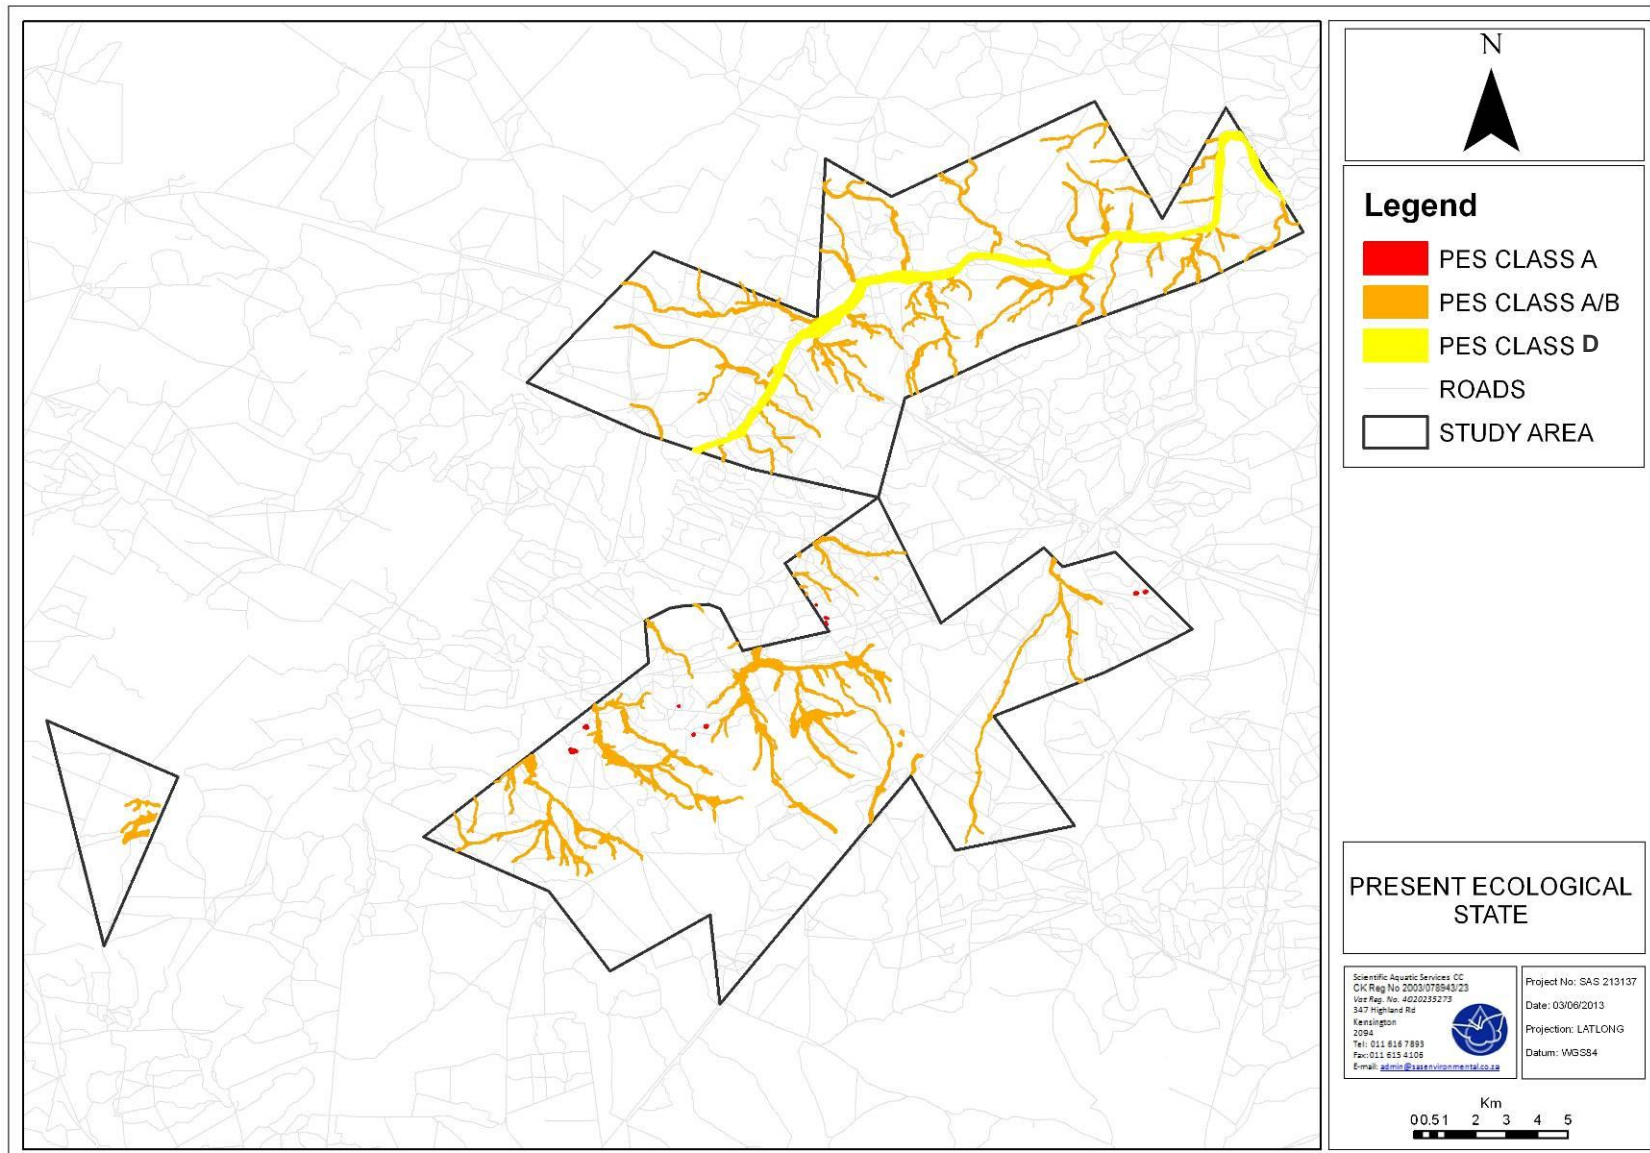 N
Legend
PES CLASS A
PES CLASS A/B
PES CLASS D
ROADS
STUDY AREA
PRESENT ECOLOGICAL
STATE
Scientific Aquatic Services CC
CK Reg No 2003/078943/23
Vat Reg. No. 4020235273
347 Highland Rd
Kensington
2094
Tel: 011 616 7893
Fax: 011 615 4106
E-mail: admin@sasenvironmental.co.za
Project No: SAS 213137
Date: 03/06/2013
Projection: LATLONG
Datum: WGS84
Km
0 0.5 1 2 3 4 5